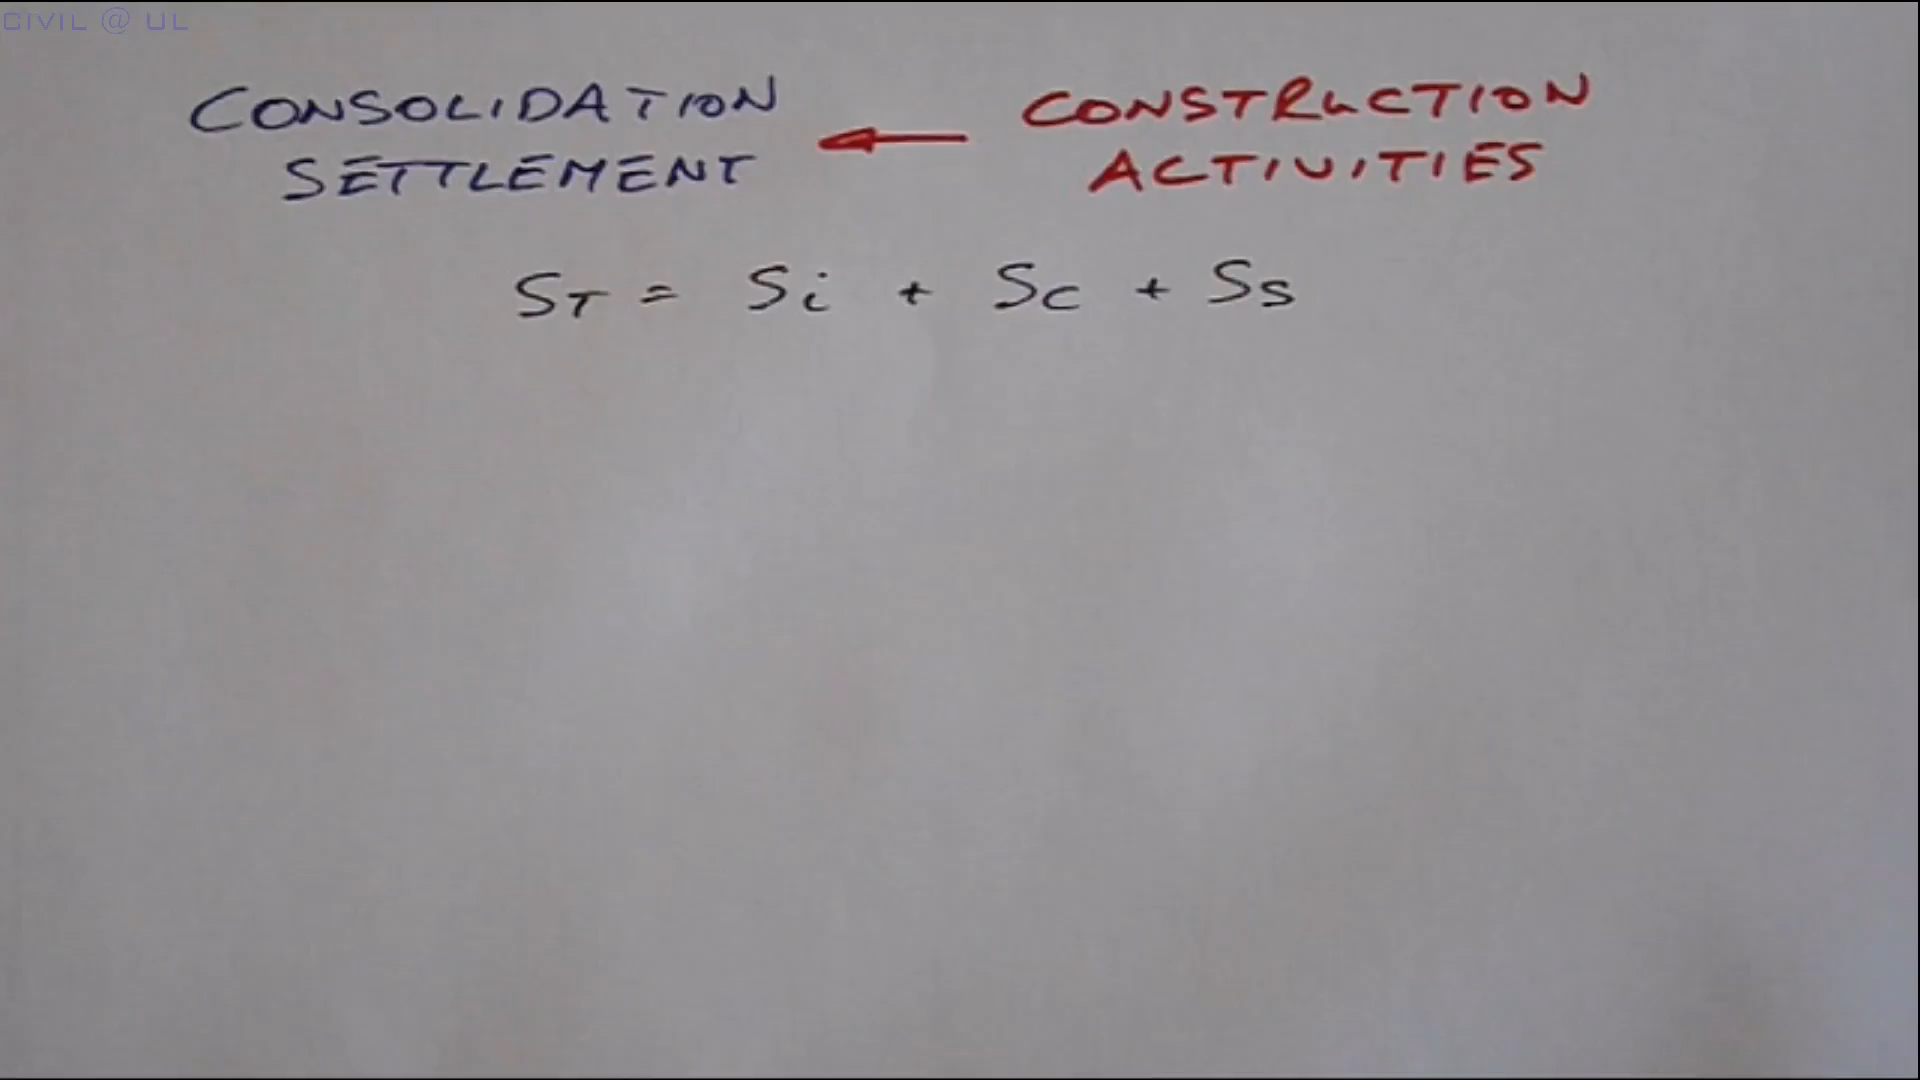 CIVIL @ UL
CONSOLIDATION
SETTLEMENT
CONSTRUCTION
ACTIVITIES
ST = Si + Sc + Ss